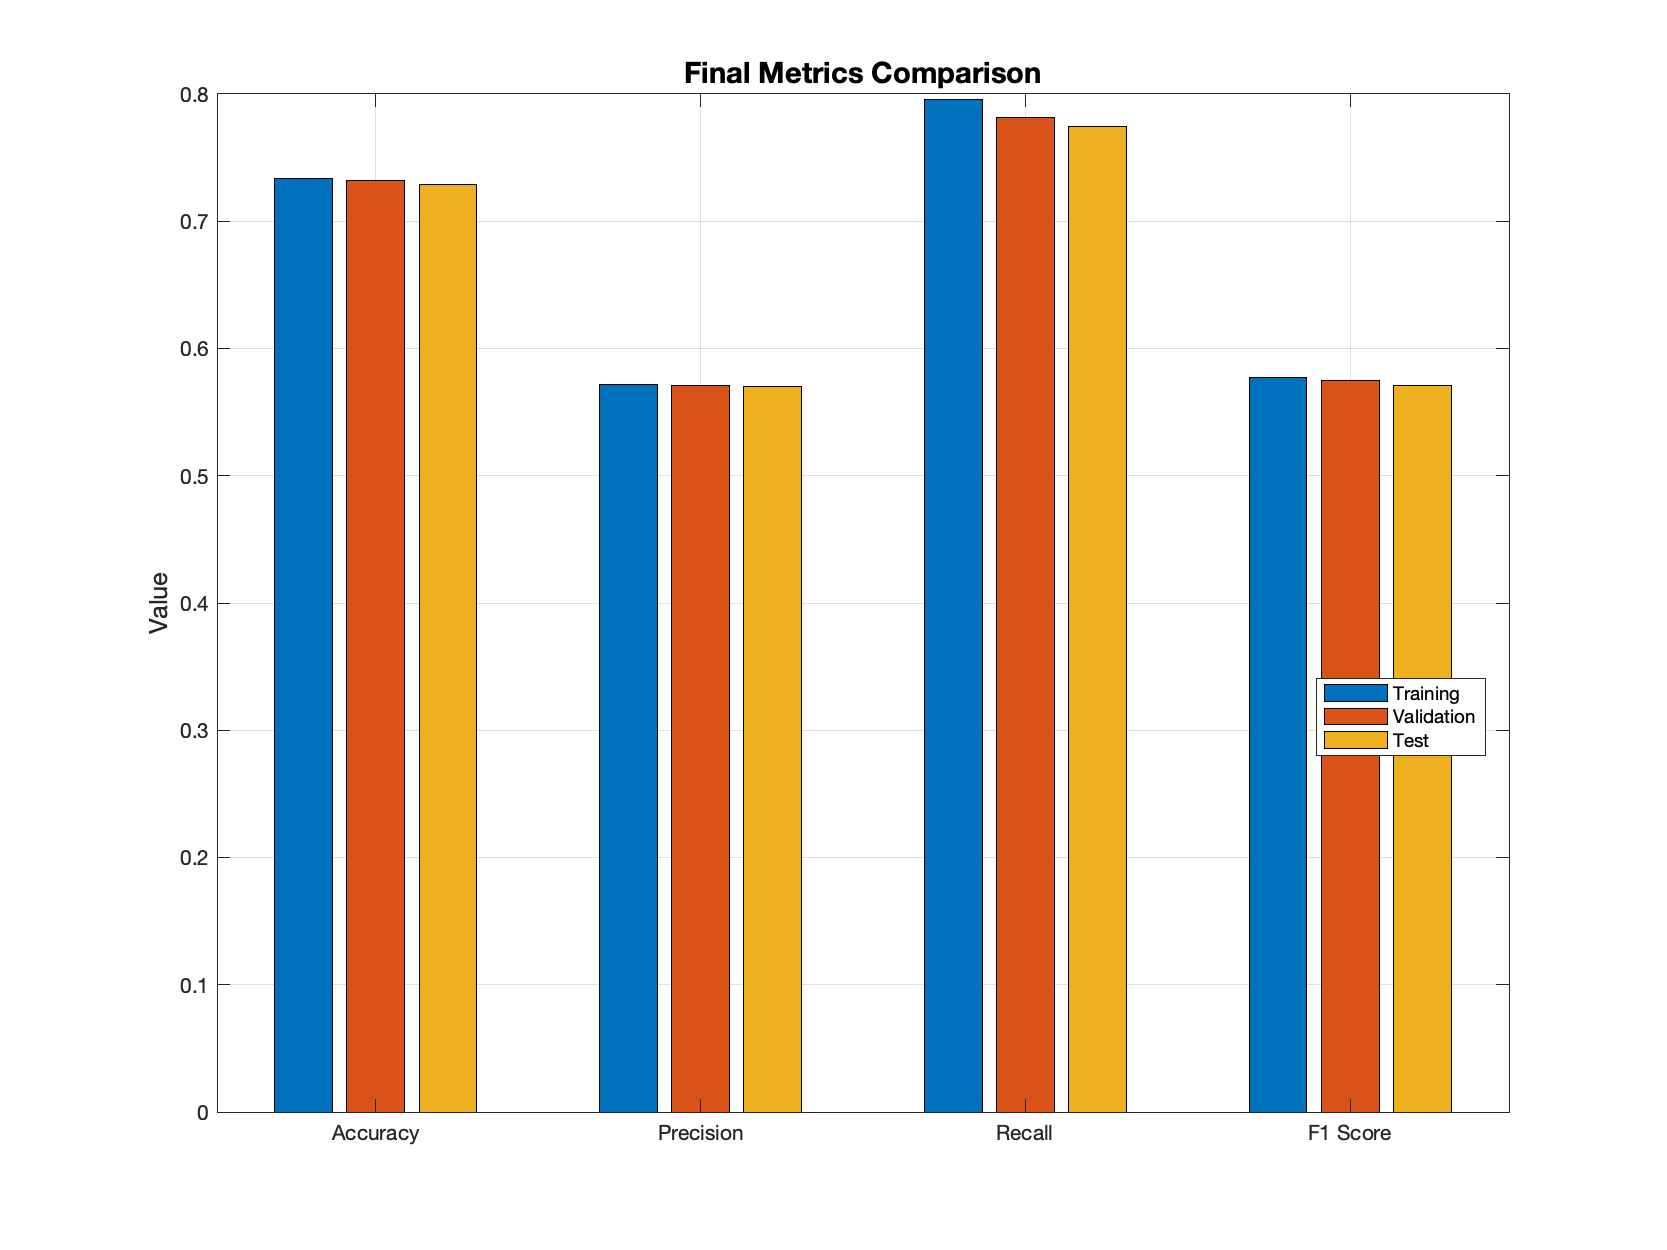 Final Metrics Comparison
0.8
0.7
0.6
0.5
0.4
0.3
0.2
0.1
0
Value
Training
Validation
Test
Accuracy Precision Recall F1 Score